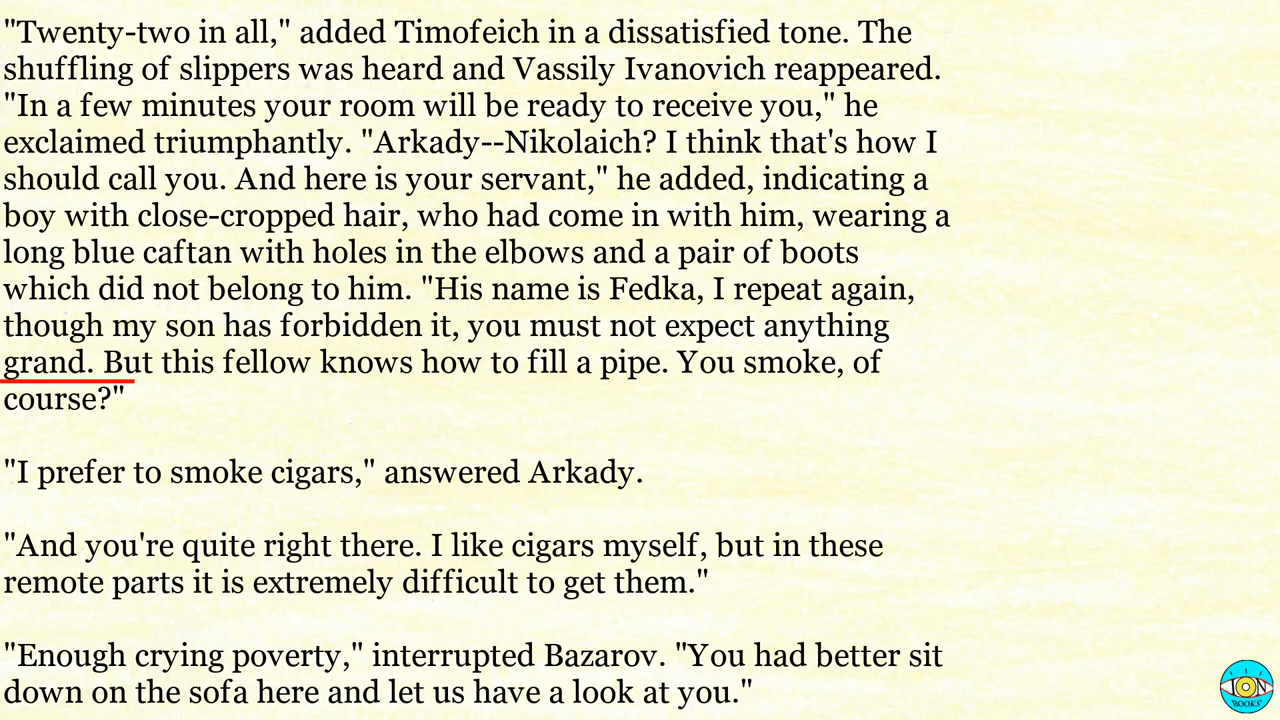 "Twenty-two in all," added Timofeich in a dissatisfied tone. The
shuffling of slippers was heard and Vassily Ivanovich reappeared.
"In a few minutes your room will be ready to receive you," he
exclaimed triumphantly. "Arkady--Nikolaich? I think that's how I
should call you. And here is your servant," he added, indicating a
boy with close-cropped hair, who had come in with him, wearing a
long blue caftan with holes in the elbows and a pair of boots
which did not belong to him. "His name is Fedka, I repeat again,
though my son has forbidden it, you must not expect anything
grand. But this fellow knows how to fill a pipe. You smoke, of
course?"
"I prefer to smoke cigars," answered Arkady.
"And you're quite right there. I like cigars myself, but in these
remote parts it is extremely difficult to get them."
"Enough crying poverty," interrupted Bazarov. "You had better sit
down on the sofa here and let us have a look at you."
ION
BOOKS